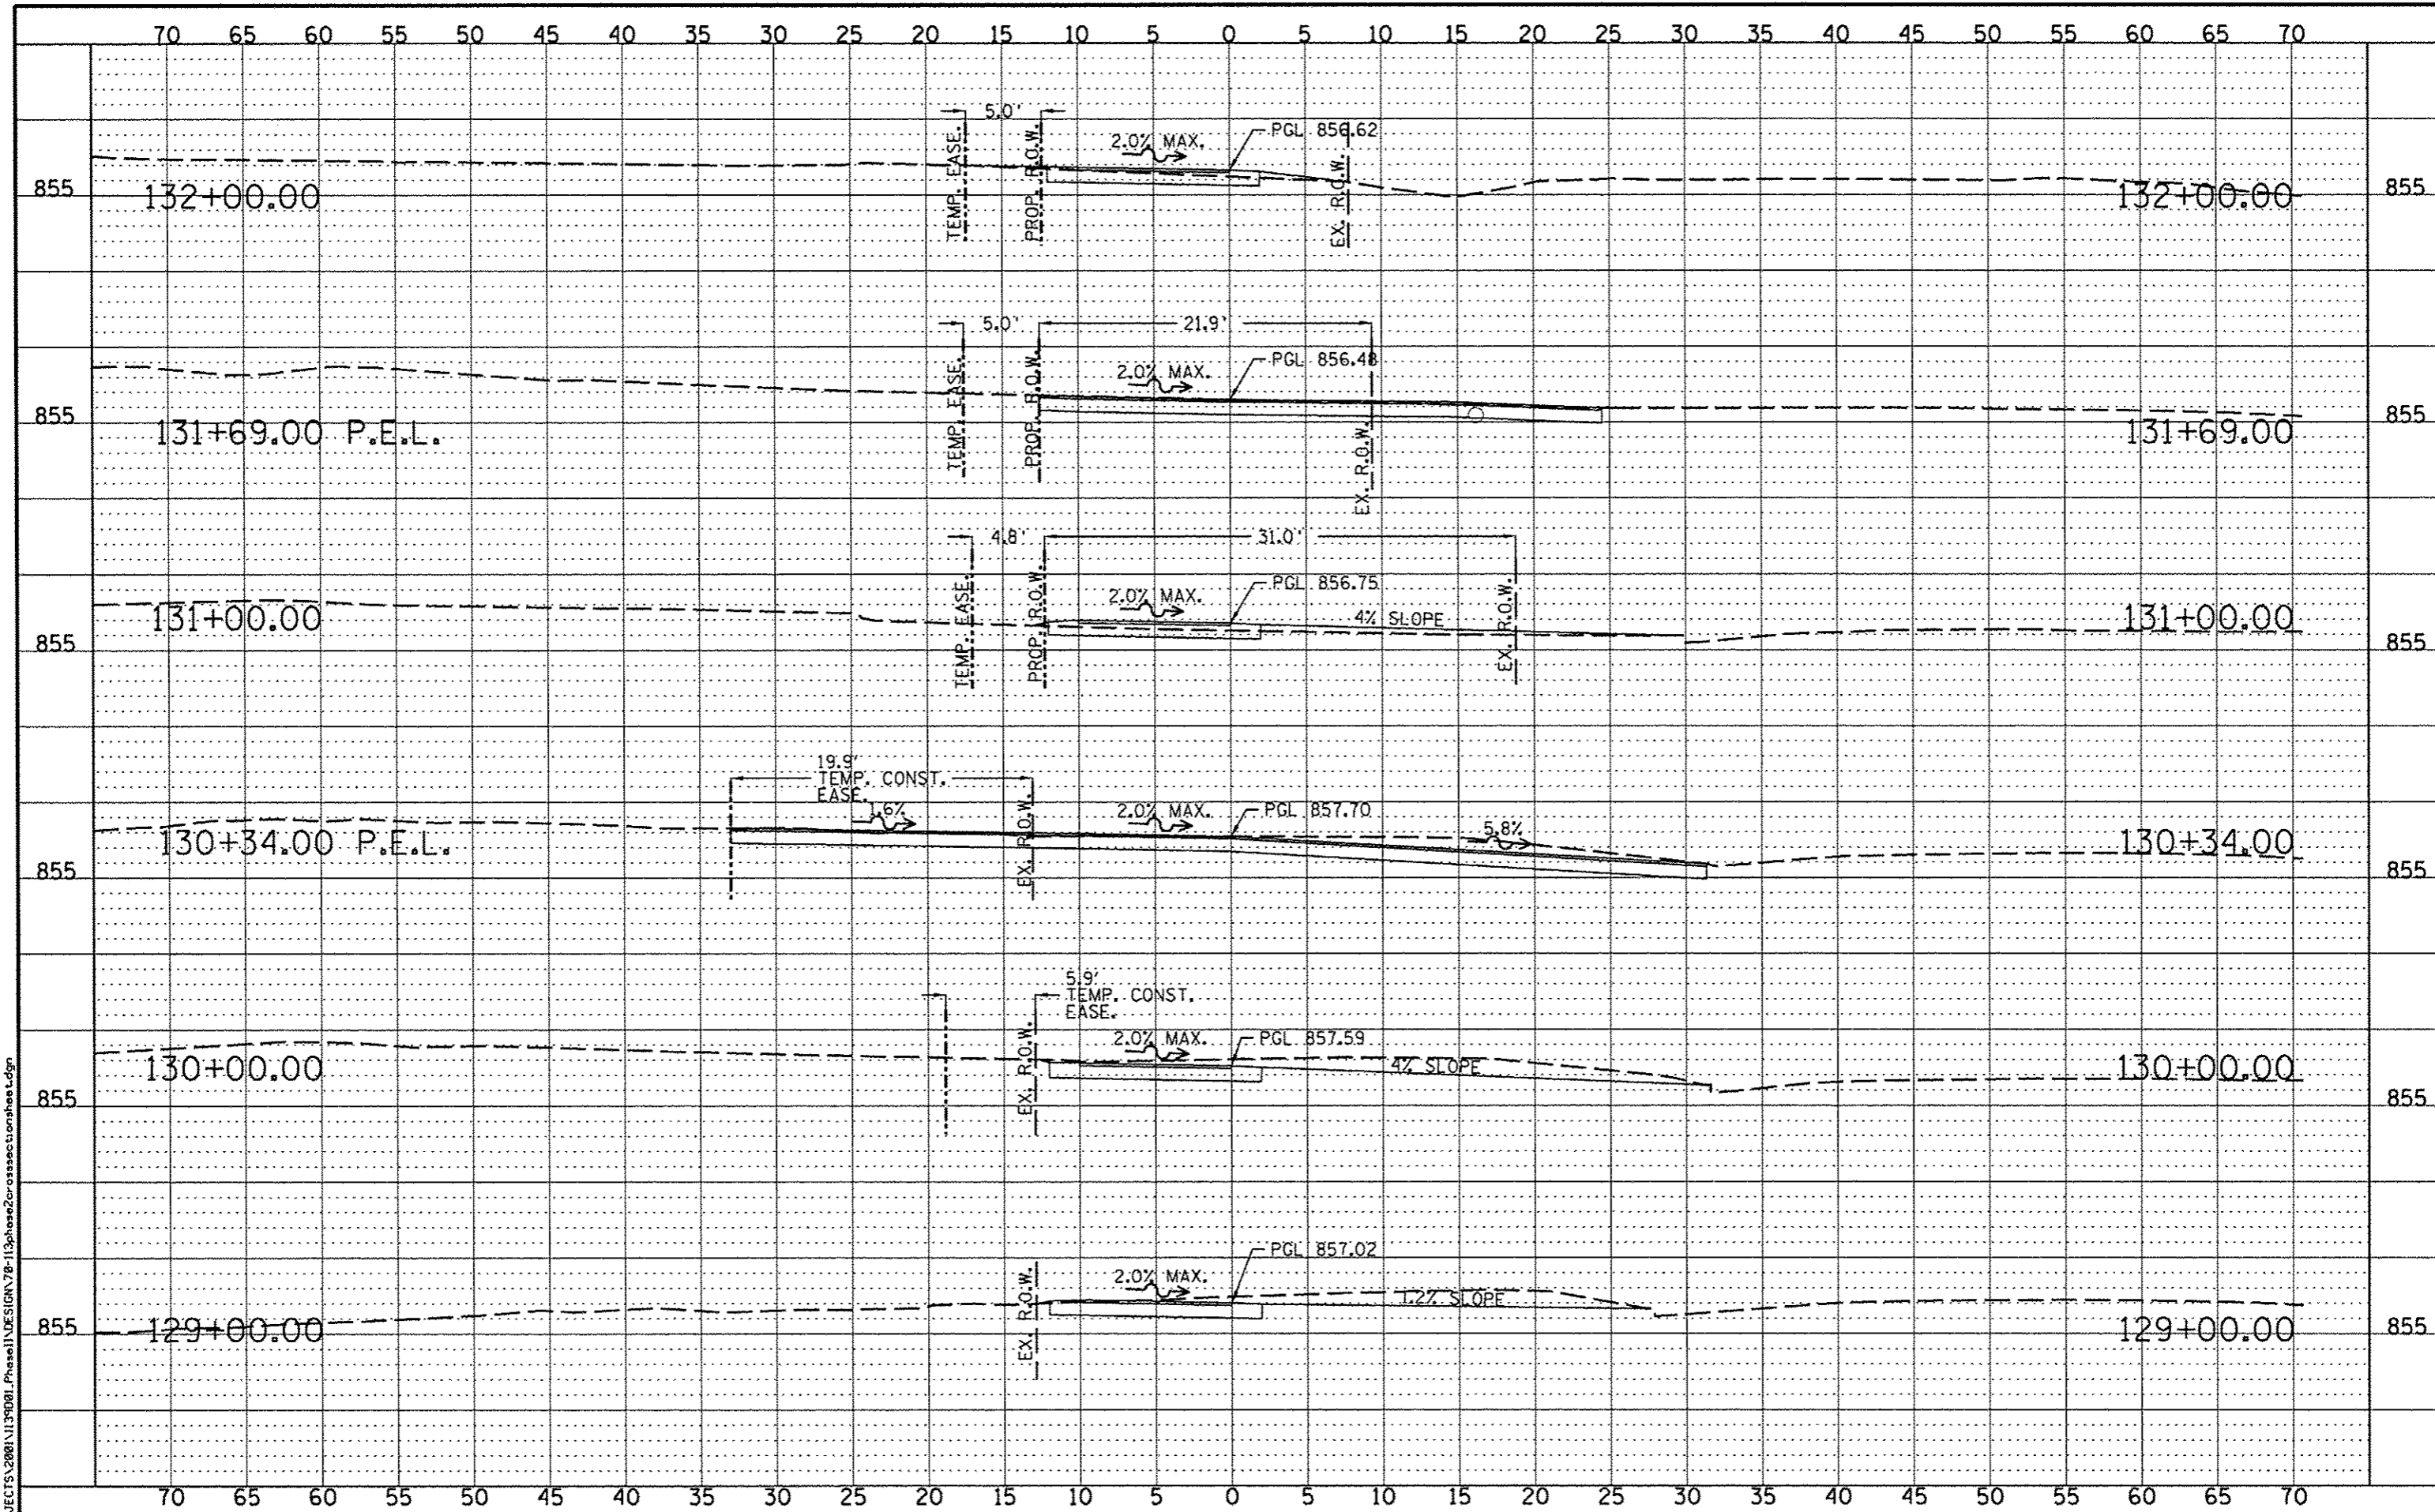 70 65 60 55 50 45 40 35 30 25 20 15 10 5 0 5 10 15 20 25 30 35 40 45 50 55 60 65 70
5.0'
TEMP. EASE.
PROP. R.O.W.
2.0% MAX.
PGL 856.62
EX. R.O.W.
855
132+00.00
132+00.00
855
5.0'
21.9'
TEMP. EASE.
PROP. R.O.W.
2.0% MAX.
PGL 856.48
EX. R.O.W.
855
131+69.00 P.E.L.
131+69.00
855
4.8'
31.0'
TEMP. EASE.
PROP. R.O.W.
2.0% MAX.
PGL 856.75
4% SLOPE
EX. R.O.W.
131+00.00
131+00.00
855
855
19.9'
TEMP. CONST.
EASE.
1.6%
EX. R.O.W.
2.0% MAX.
PGL 857.70
5.8%
130+34.00 P.E.L.
130+34.00
855
855
5.9'
TEMP. CONST.
EASE.
EX. R.O.W.
2.0% MAX.
PGL 857.59
4% SLOPE
130+00.00
130+00.00
855
855
EX. R.O.W.
2.0% MAX.
PGL 857.02
1.2% SLOPE
129+00.00
129+00.00
855
855
70 65 60 55 50 45 40 35 30 25 20 15 10 5 0 5 10 15 20 25 30 35 40 45 50 55 60 65 70